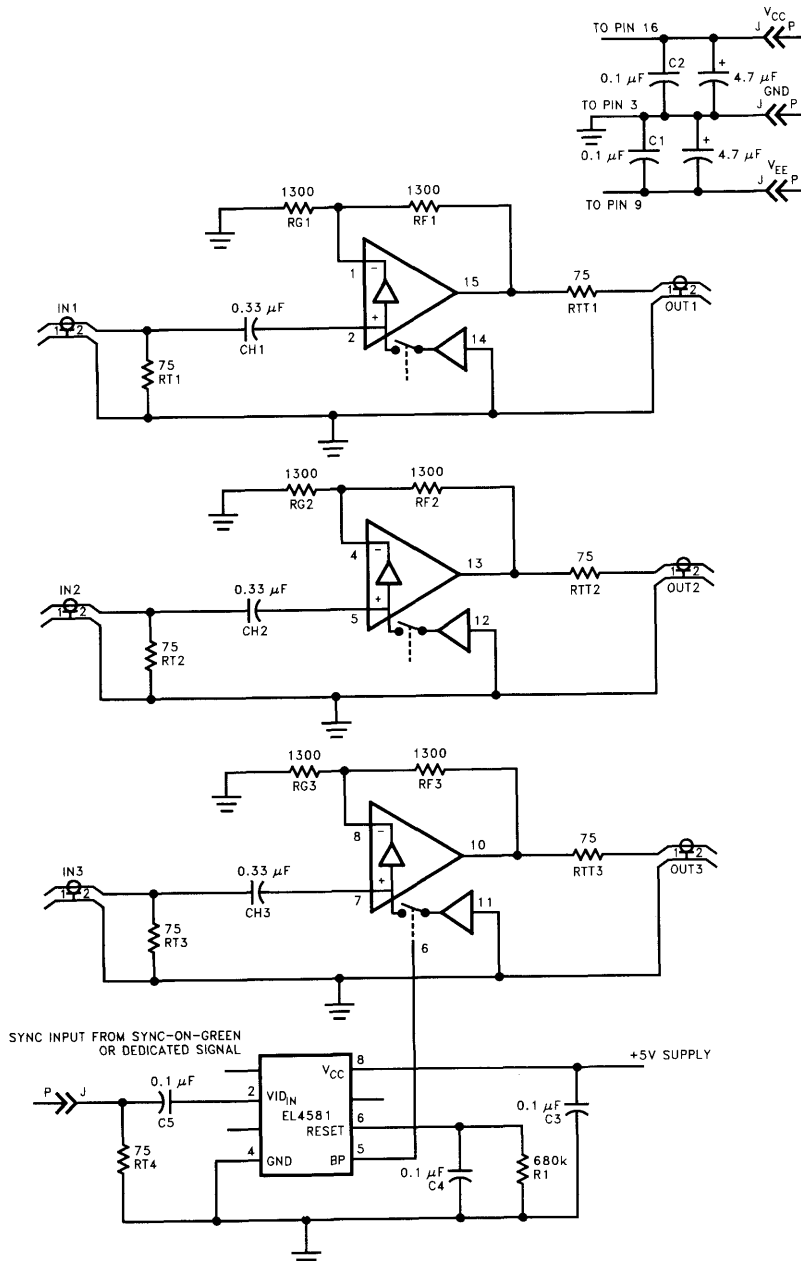 V_CC
TO PIN 16 J P
C2 +
0.1 μF 4.7 μF
GND
TO PIN 3 J P
C1 +
0.1 μF 4.7 μF
V_EE
TO PIN 9 J P
1300 1300
RG1 RF1
1 − 15 75
IN1 0.33 μF RTT1 1 2
1 2 + OUT1
CH1 2 14
75
RT1
1300 1300
RG2 RF2
4 − 13 75
IN2 0.33 μF RTT2 1 2
1 2 + OUT2
CH2 5 12
75
RT2
1300 1300
RG3 RF3
8 − 10 75
IN3 0.33 μF RTT3 1 2
1 2 + OUT3
CH3 7 11
75
RT3 6
SYNC INPUT FROM SYNC-ON-GREEN
OR DEDICATED SIGNAL
V_CC 8 +5V SUPPLY
P J 0.1 μF 2 VID_IN
C5 EL4581 0.1 μF
RESET 6 C3
75 4 GND BP 5 0.1 μF 680k
RT4 C4 R1